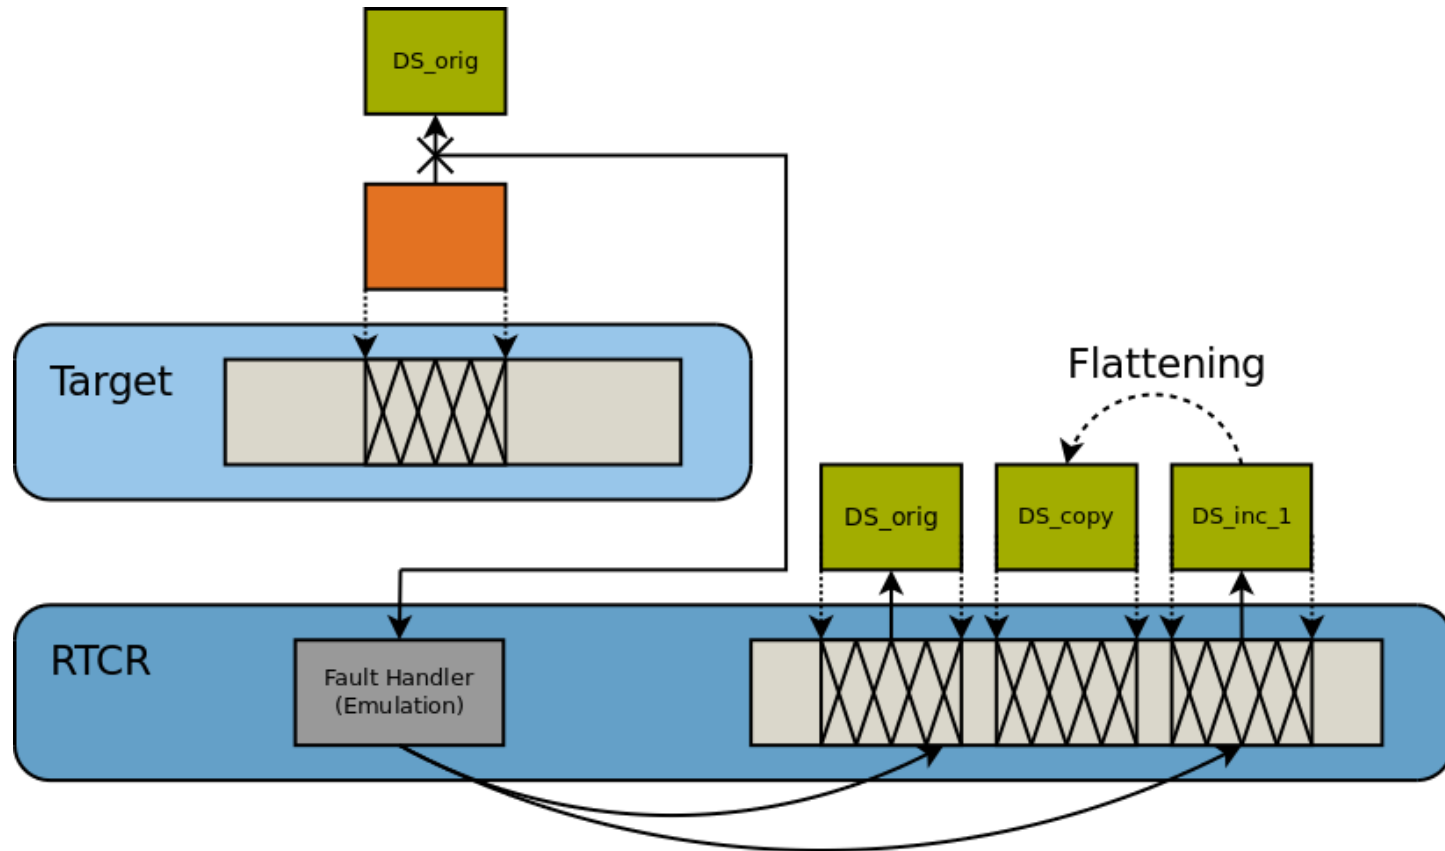 DS_orig
Target
Flattening
DS_orig
DS_copy
DS_inc_1
RTCR
Fault Handler
(Emulation)